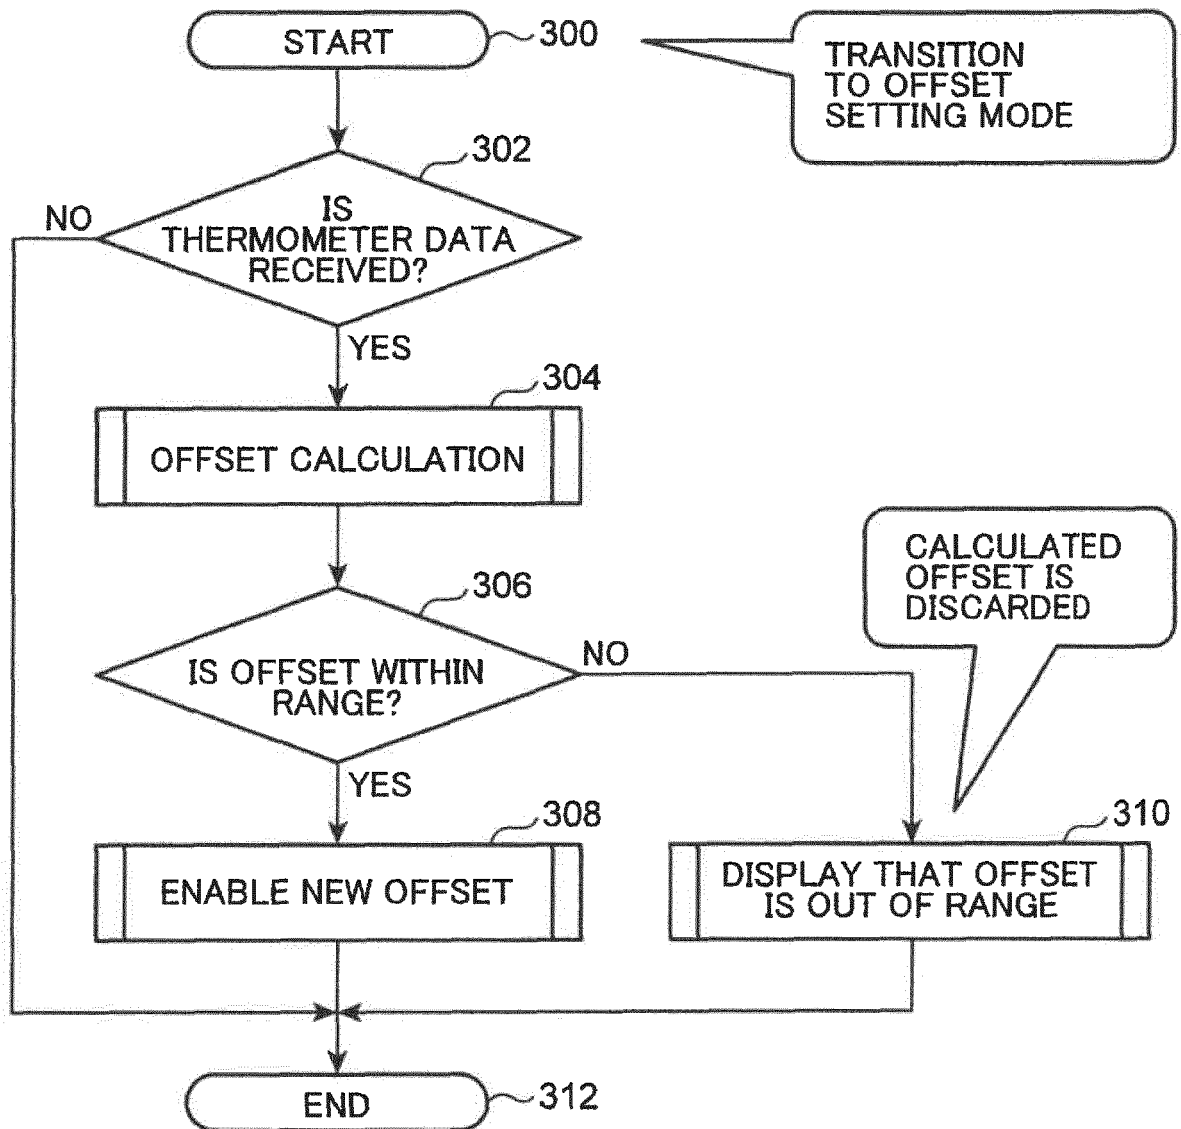 START
300
TRANSITION
TO OFFSET
SETTING MODE
302
NO
IS
THERMOMETER DATA
RECEIVED?
YES
304
OFFSET CALCULATION
CALCULATED
OFFSET IS
DISCARDED
306
NO
IS OFFSET WITHIN
RANGE?
YES
308
310
ENABLE NEW OFFSET
DISPLAY THAT OFFSET
IS OUT OF RANGE
END
312